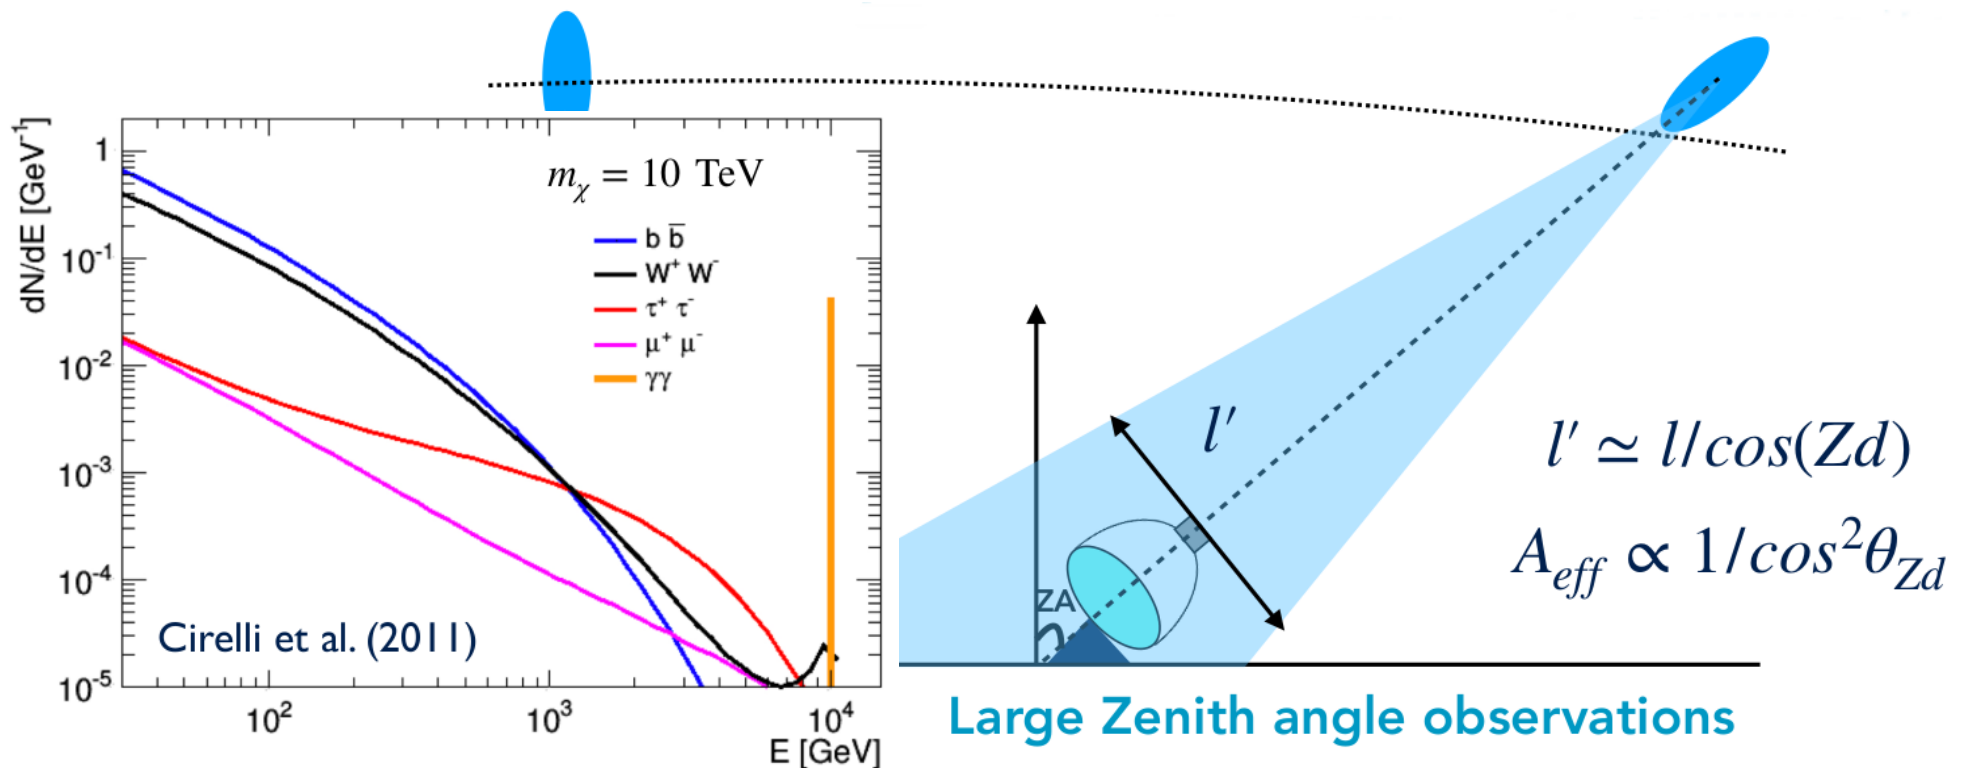 dN/dE [GeV⁻¹]
1
10⁻¹
10⁻²
10⁻³
10⁻⁴
10⁻⁵
mᵪ = 10 TeV
b b̅
W⁺ W⁻
τ⁺ τ⁻
μ⁺ μ⁻
γγ
Cirelli et al. (2011)
10²
10³
10⁴
E [GeV]
l′
ZA
l′ ≃ l/cos(Zd)
A_eff ∝ 1/cos²θ_Zd
Large Zenith angle observations